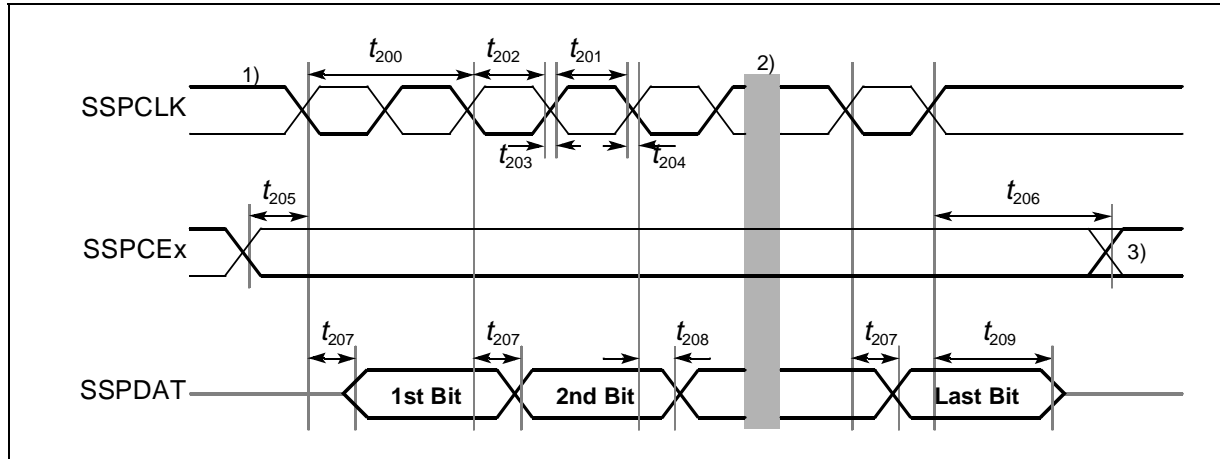 t200 t202 t201 2)
1)
SSPCLK
t203 t204
t205 t206
SSPCEx 3)
t207 t207 t208 t207 t209
SSPDAT 1st Bit 2nd Bit Last Bit